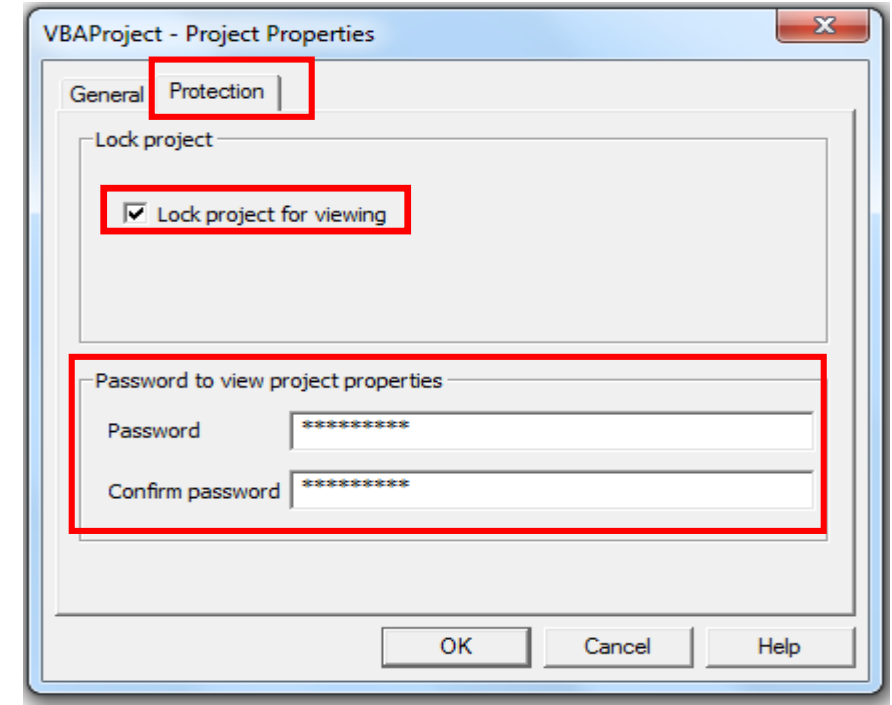 VBAProject - Project Properties
General Protection
Lock project
Lock project for viewing
Password to view project properties
Password *********
Confirm password *********
OK Cancel Help